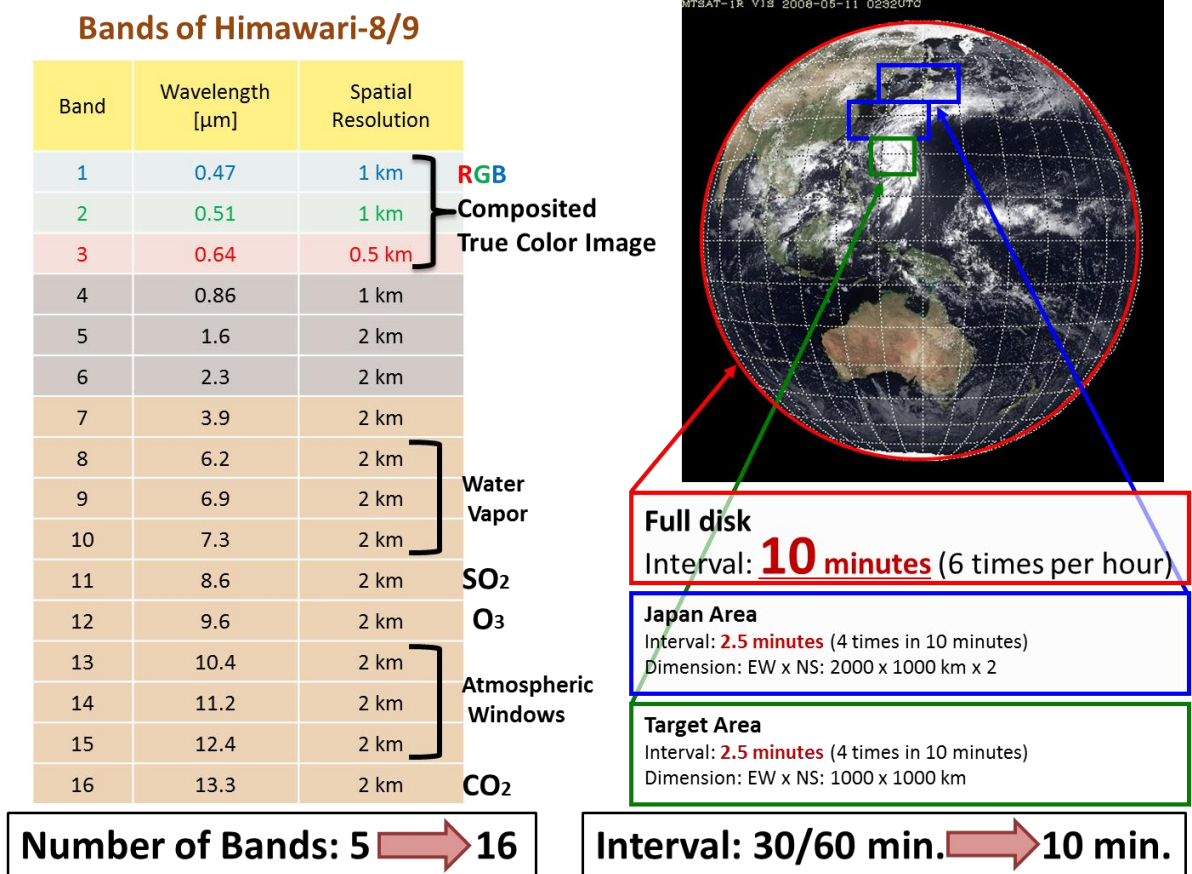 Bands of Himawari-8/9
Band Wavelength [µm] Spatial Resolution
1 0.47 1 km
2 0.51 1 km
3 0.64 0.5 km
4 0.86 1 km
5 1.6 2 km
6 2.3 2 km
7 3.9 2 km
8 6.2 2 km
9 6.9 2 km
10 7.3 2 km
11 8.6 2 km
12 9.6 2 km
13 10.4 2 km
14 11.2 2 km
15 12.4 2 km
16 13.3 2 km
RGB
Composited
True Color Image
Water
Vapor
SO2
O3
Atmospheric
Windows
CO2
Number of Bands: 5 16
MTSAT-1R VIS 2008-05-11 0232UTC
Full disk
Interval: 10 minutes (6 times per hour)
Japan Area
Interval: 2.5 minutes (4 times in 10 minutes)
Dimension: EW x NS: 2000 x 1000 km x 2
Target Area
Interval: 2.5 minutes (4 times in 10 minutes)
Dimension: EW x NS: 1000 x 1000 km
Interval: 30/60 min. 10 min.